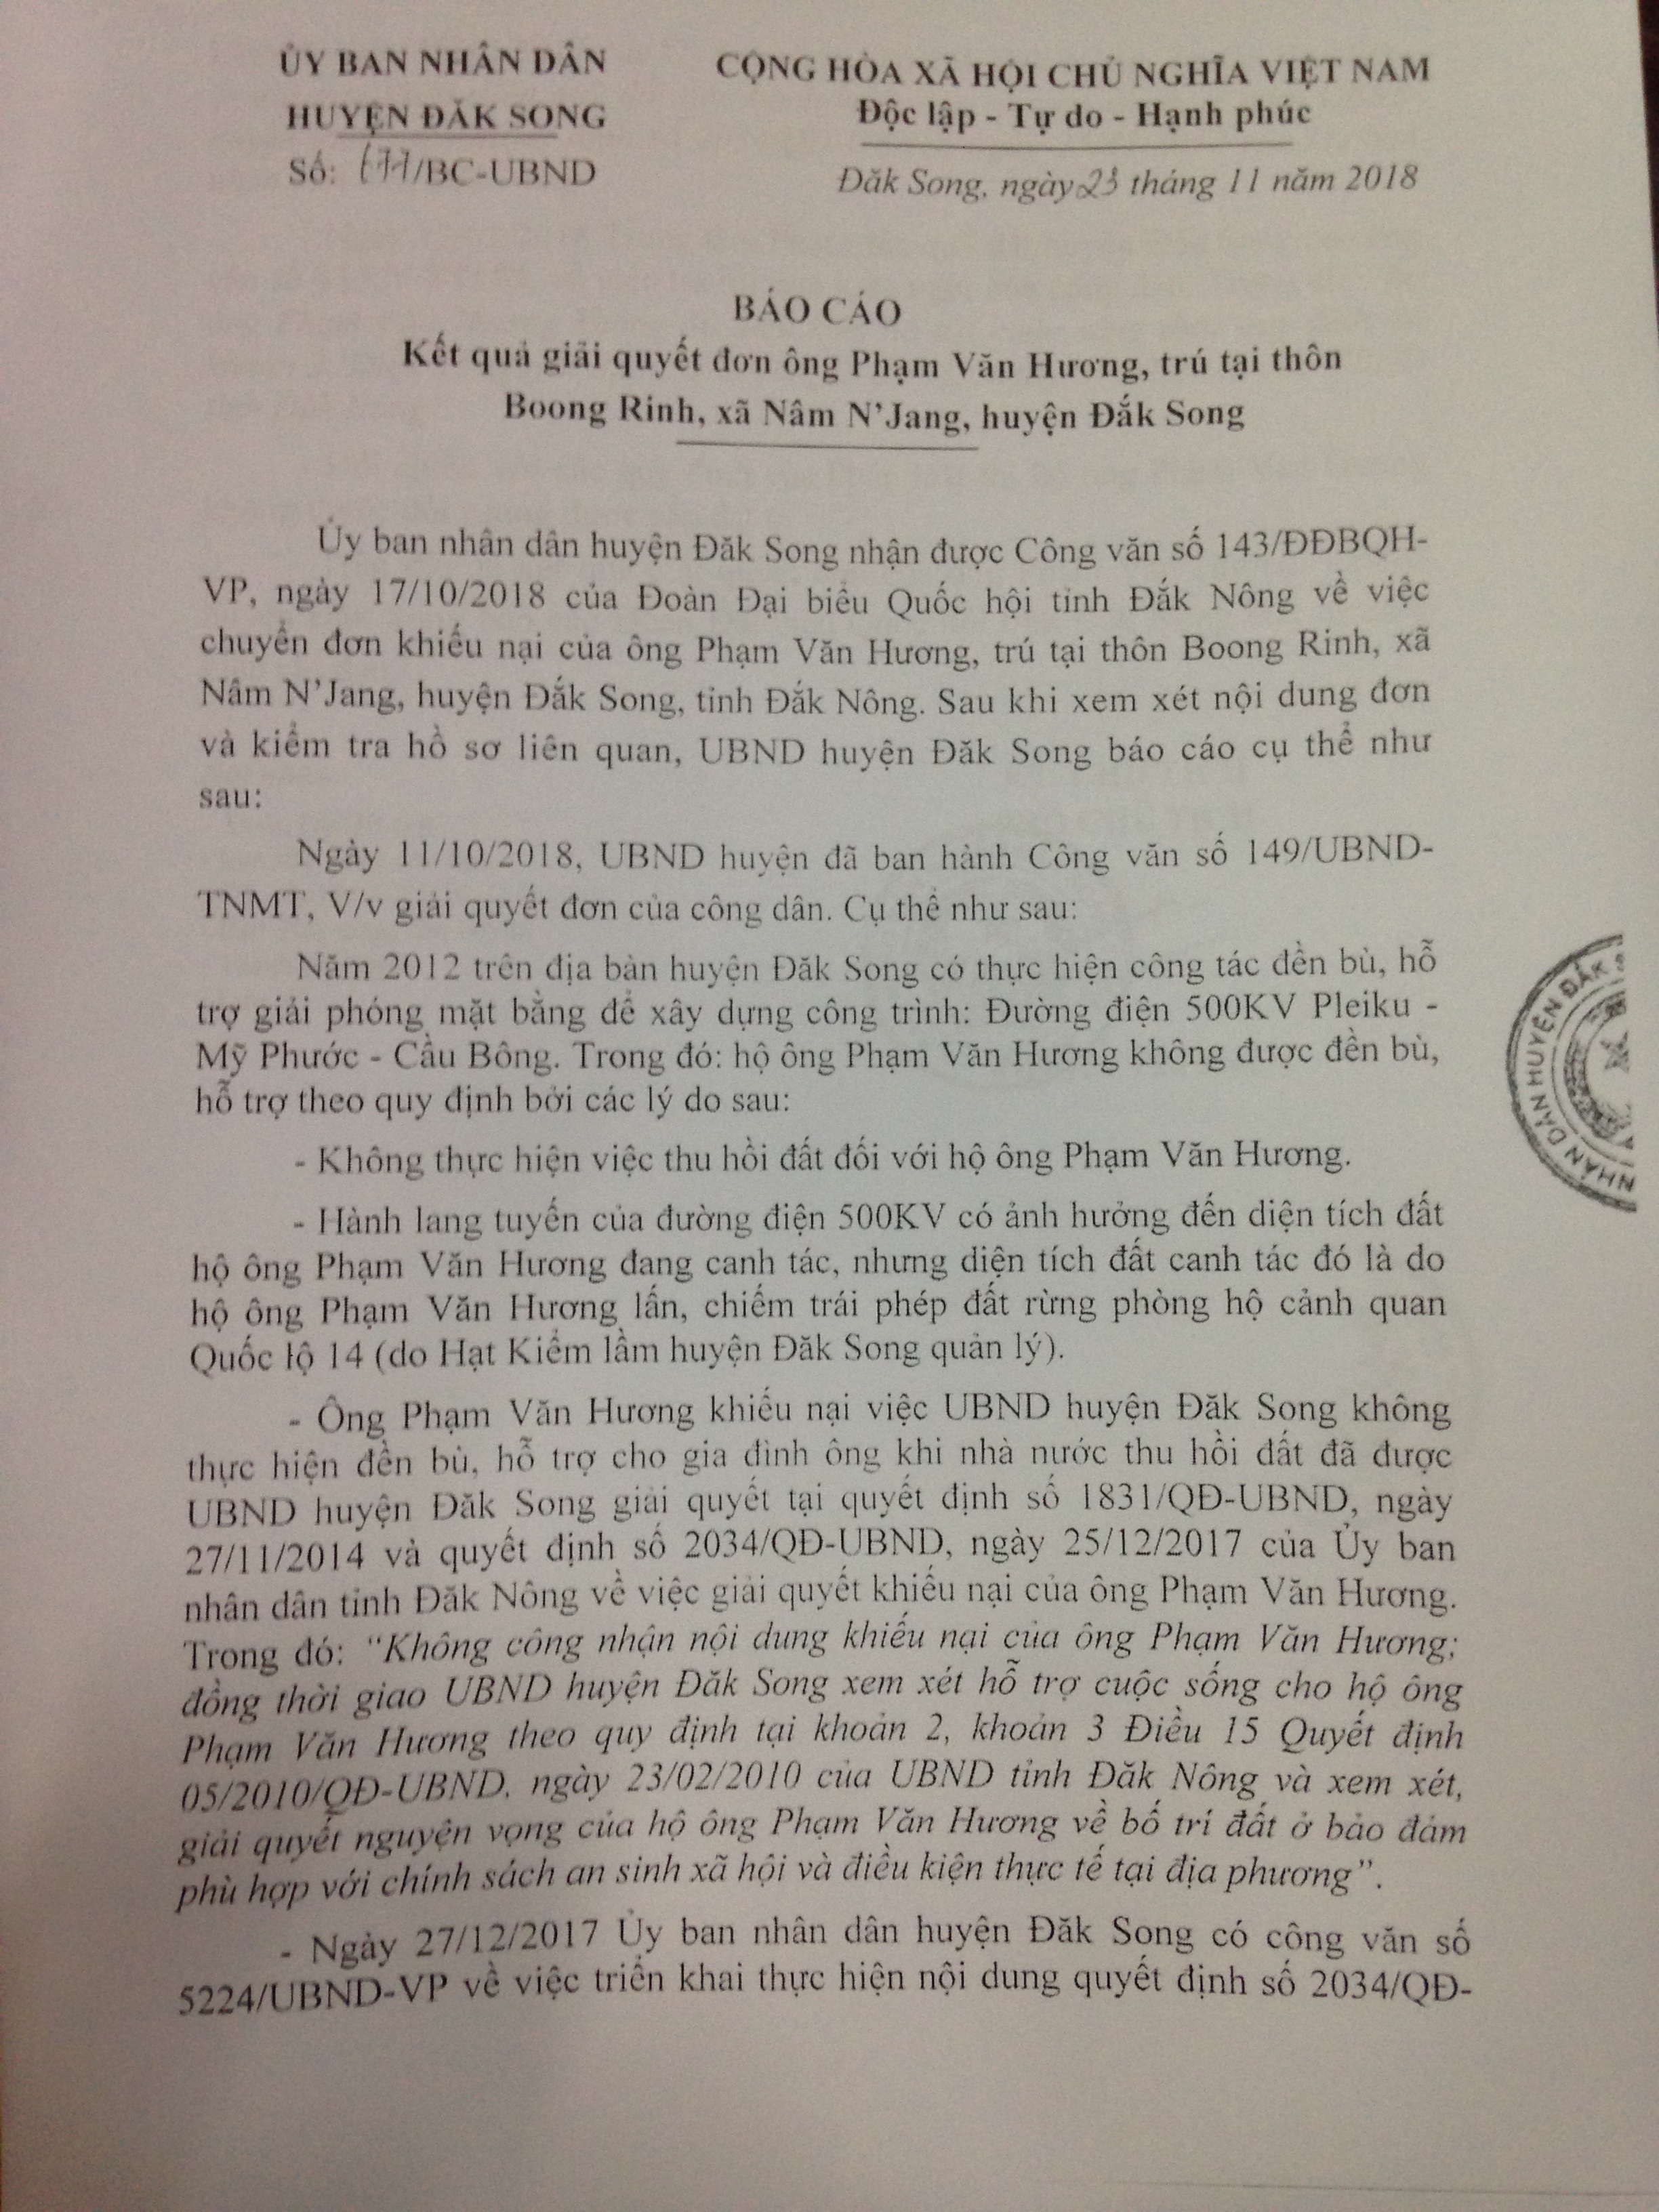 ỦY BAN NHÂN DÂN
HUYỆN ĐĂK SONG
Số: /BC-UBND
CỘNG HÒA XÃ HỘI CHỦ NGHĨA VIỆT NAM
Độc lập - Tự do - Hạnh phúc
Đăk Song, ngày 23 tháng 11 năm 2018
BÁO CÁO
Kết quả giải quyết đơn ông Phạm Văn Hương, trú tại thôn
Boong Rinh, xã Nâm N’Jang, huyện Đắk Song
Ủy ban nhân dân huyện Đăk Song nhận được Công văn số 143/ĐĐBQH-
VP, ngày 17/10/2018 của Đoàn Đại biểu Quốc hội tỉnh Đắk Nông về việc
chuyển đơn khiếu nại của ông Phạm Văn Hương, trú tại thôn Boong Rinh, xã
Nâm N’Jang, huyện Đắk Song, tỉnh Đắk Nông. Sau khi xem xét nội dung đơn
và kiểm tra hồ sơ liên quan, UBND huyện Đăk Song báo cáo cụ thể như
sau:
Ngày 11/10/2018, UBND huyện đã ban hành Công văn số 149/UBND-
TNMT, V/v giải quyết đơn của công dân. Cụ thể như sau:
Năm 2012 trên địa bàn huyện Đăk Song có thực hiện công tác đền bù, hỗ
trợ giải phóng mặt bằng để xây dựng công trình: Đường điện 500KV Pleiku -
Mỹ Phước - Cầu Bông. Trong đó: hộ ông Phạm Văn Hương không được đền bù,
hỗ trợ theo quy định bởi các lý do sau:
- Không thực hiện việc thu hồi đất đối với hộ ông Phạm Văn Hương.
- Hành lang tuyến của đường điện 500KV có ảnh hưởng đến diện tích đất
hộ ông Phạm Văn Hương đang canh tác, nhưng diện tích đất canh tác đó là do
hộ ông Phạm Văn Hương lấn, chiếm trái phép đất rừng phòng hộ cảnh quan
Quốc lộ 14 (do Hạt Kiểm lầm huyện Đăk Song quản lý).
- Ông Phạm Văn Hương khiếu nại việc UBND huyện Đăk Song không
thực hiện đền bù, hỗ trợ cho gia đình ông khi nhà nước thu hồi đất đã được
UBND huyện Đăk Song giải quyết tại quyết định số 1831/QĐ-UBND, ngày
27/11/2014 và quyết định số 2034/QĐ-UBND, ngày 25/12/2017 của Ủy ban
nhân dân tỉnh Đăk Nông về việc giải quyết khiếu nại của ông Phạm Văn Hương.
Trong đó: “Không công nhận nội dung khiếu nại của ông Phạm Văn Hương;
đồng thời giao UBND huyện Đăk Song xem xét hỗ trợ cuộc sống cho hộ ông
Phạm Văn Hương theo quy định tại khoản 2, khoản 3 Điều 15 Quyết định
05/2010/QĐ-UBND, ngày 23/02/2010 của UBND tỉnh Đăk Nông và xem xét,
giải quyết nguyện vọng của hộ ông Phạm Văn Hương về bố trí đất ở bảo đảm
phù hợp với chính sách an sinh xã hội và điều kiện thực tế tại địa phương”.
- Ngày 27/12/2017 Ủy ban nhân dân huyện Đăk Song có công văn số
5224/UBND-VP về việc triển khai thực hiện nội dung quyết định số 2034/QĐ-
NHÂN DÂN HUYỆN ĐẮK